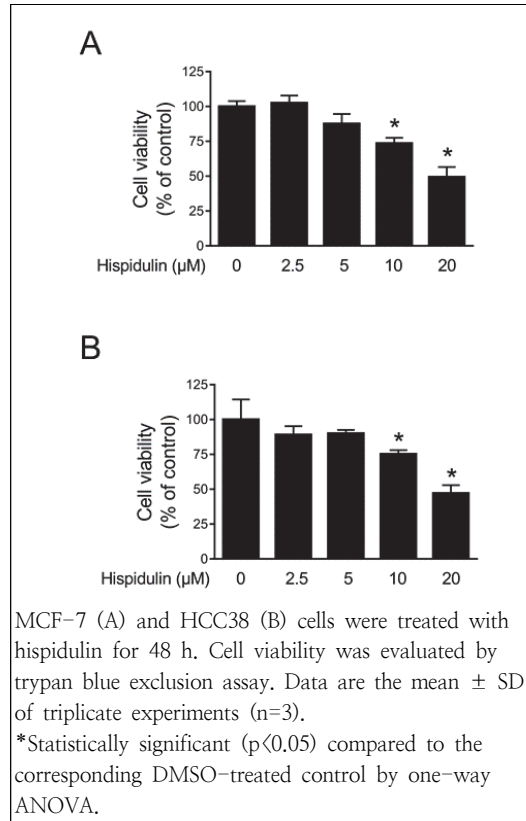 A
125
100
75
50
25
0
Cell viability
(% of control)
*
*
Hispidulin (μM) 0 2.5 5 10 20
B
125
100
75
50
25
0
Cell viability
(% of control)
*
*
Hispidulin (μM) 0 2.5 5 10 20
MCF-7 (A) and HCC38 (B) cells were treated with
hispidulin for 48 h. Cell viability was evaluated by
trypan blue exclusion assay. Data are the mean ± SD
of triplicate experiments (n=3).
*Statistically significant (p<0.05) compared to the
corresponding DMSO-treated control by one-way
ANOVA.